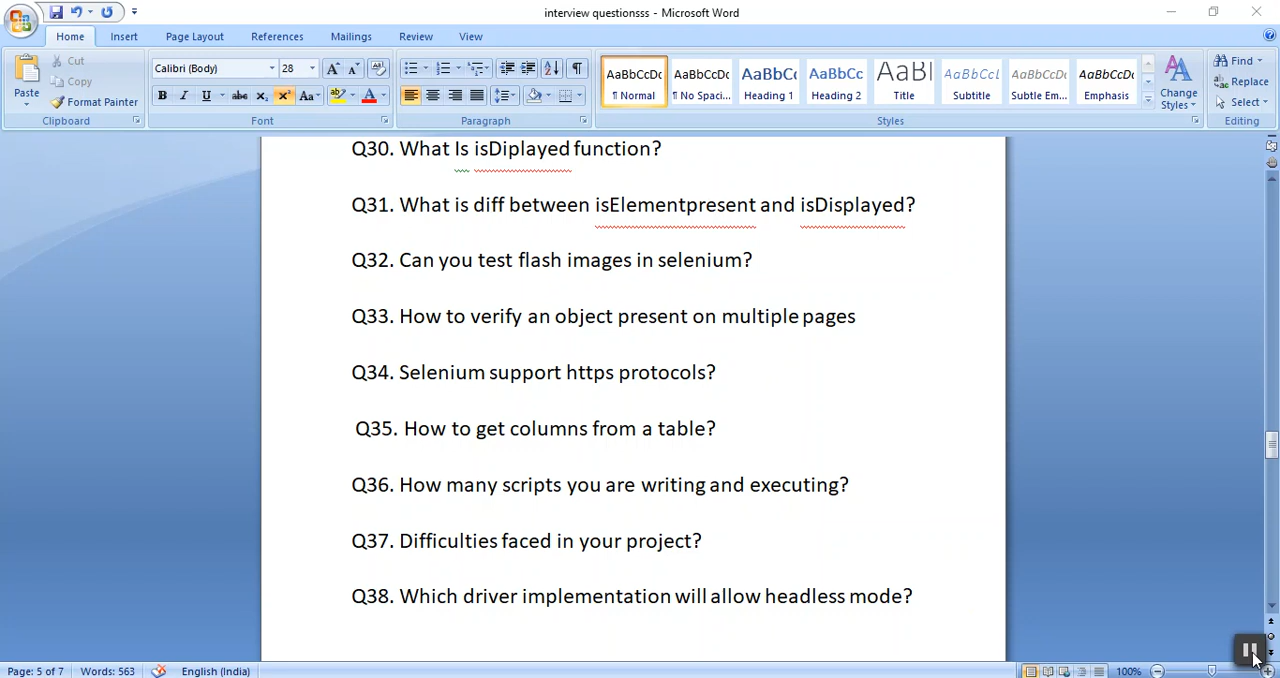 interview questionsss - Microsoft Word
Home Insert Page Layout References Mailings Review View
Paste Cut Copy Format Painter
Calibri (Body) 28
AaBbCcDc AaBbCcDc AaBbCc AaBbCc AaBl AaBbCcL AaBbCcDc AaBbCcDc
¶ Normal ¶ No Spaci... Heading 1 Heading 2 Title Subtitle Subtle Em... Emphasis
Change Styles
Find Replace Select
Clipboard Font Paragraph Styles Editing
Q30. What Is isDiplayed function?
Q31. What is diff between isElementpresent and isDisplayed?
Q32. Can you test flash images in selenium?
Q33. How to verify an object present on multiple pages
Q34. Selenium support https protocols?
Q35. How to get columns from a table?
Q36. How many scripts you are writing and executing?
Q37. Difficulties faced in your project?
Q38. Which driver implementation will allow headless mode?
Page: 5 of 7 Words: 563 English (India) 100%